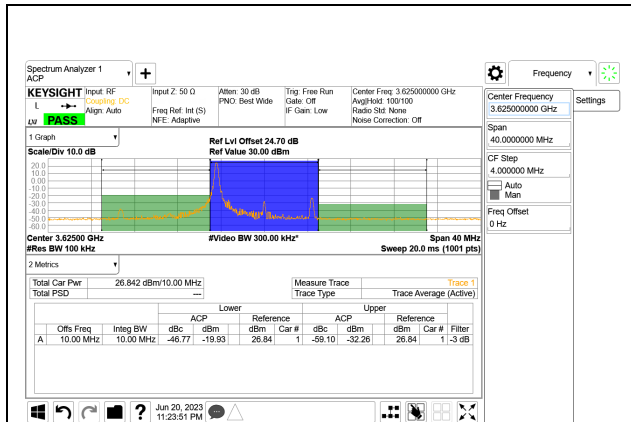 Spectrum Analyzer 1
ACP
Frequency
KEYSIGHT Input: RF Input Z: 50 Ω Atten: 30 dB Trig: Free Run Center Freq: 3.625000000 GHz
L Coupling: DC PNO: Best Wide Gate: Off Avg|Hold: 100/100
Align: Auto Freq Ref: Int (S) IF Gain: Low Radio Std: None
LXI PASS NFE: Adaptive Noise Correction: Off
Center Frequency
3.625000000 GHz
Settings
Span
40.0000000 MHz
CF Step
4.000000 MHz
Auto
Man
Freq Offset
0 Hz
1 Graph
Ref Lvl Offset 24.70 dB
Scale/Div 10.0 dB Ref Value 30.00 dBm
20.0
10.0
0.00
-10.0
-20.0
-30.0
-40.0
-50.0
-60.0
Center 3.62500 GHz #Video BW 300.00 kHz* Span 40 MHz
#Res BW 100 kHz Sweep 20.0 ms (1001 pts)
2 Metrics
Total Car Pwr 26.842 dBm/10.00 MHz Measure Trace Trace 1
Total PSD --- Trace Type Trace Average (Active)
Lower Upper
ACP Reference ACP Reference
Offs Freq Integ BW dBc dBm dBm Car # dBc dBm dBm Car # Filter
A 10.00 MHz 10.00 MHz -46.77 -19.93 26.84 1 -59.10 -32.26 26.84 1 -3 dB
?
Jun 20, 2023
11:23:51 PM